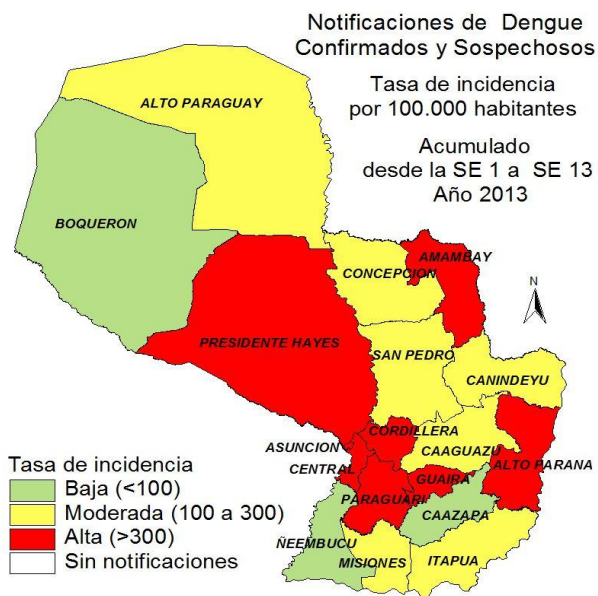 Notificaciones de Dengue
Confirmados y Sospechosos
Tasa de incidencia
por 100.000 habitantes
Acumulado
desde la SE 1 a SE 13
Año 2013
ALTO PARAGUAY
BOQUERON
AMAMBAY
CONCEPCION
N
PRESIDENTE HAYES
SAN PEDRO
CANINDEYU
CORDILLERA
ASUNCION
CAAGUAZU
CENTRAL
ALTO PARANA
GUAIRA
PARAGUARI
CAAZAPA
ÑEEMBUCU
MISIONES
ITAPUA
Tasa de incidencia
Baja (<100)
Moderada (100 a 300)
Alta (>300)
Sin notificaciones